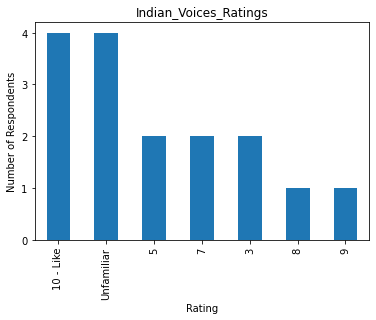 Indian_Voices_Ratings
Number of Respondents
4
3
2
1
0
10 - Like
Unfamiliar
5
7
3
8
9
Rating